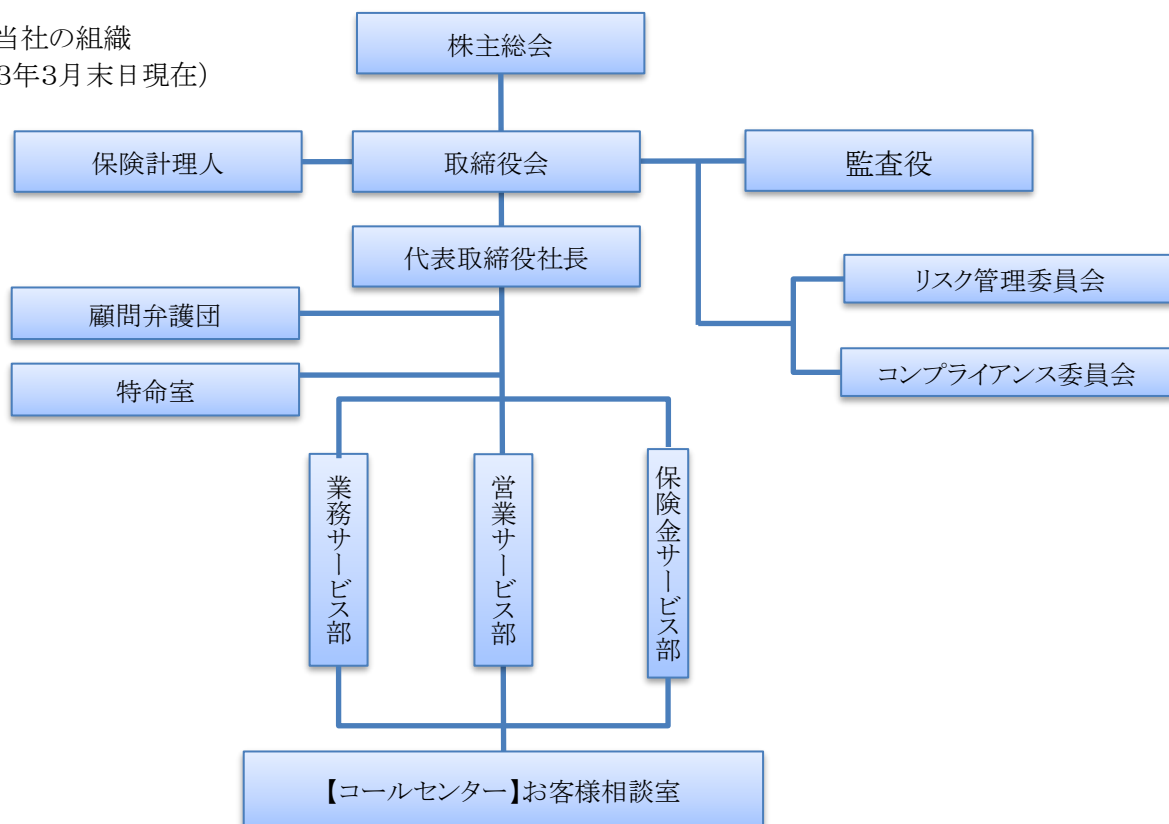 当社の組織
3年3月末日現在）
株主総会
保険計理人
取締役会
監査役
代表取締役社長
リスク管理委員会
顧問弁護団
コンプライアンス委員会
特命室
業務サービス部
営業サービス部
保険金サービス部
【コールセンター】お客様相談室